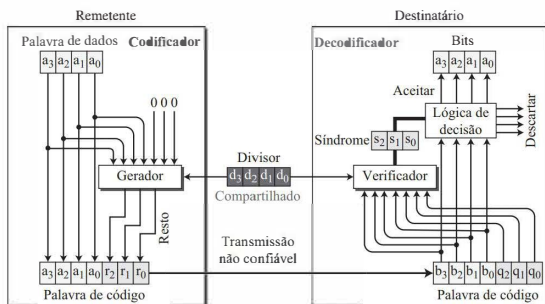 Remetente
Palavra de dados
Codificador
a3 a2 a1 a0
0 0 0
Gerador
Resto
a3 a2 a1 a0 r2 r1 r0
Palavra de código
Divisor
d3 d2 d1 d0
Compartilhado
Transmissão
não confiável
Destinatário
Decodificador
Bits
a3 a2 a1 a0
Aceitar
Lógica de
decisão
Descartar
Síndrome
s2 s1 s0
Verificador
b3 b2 b1 b0 q2 q1 q0
Palavra de código